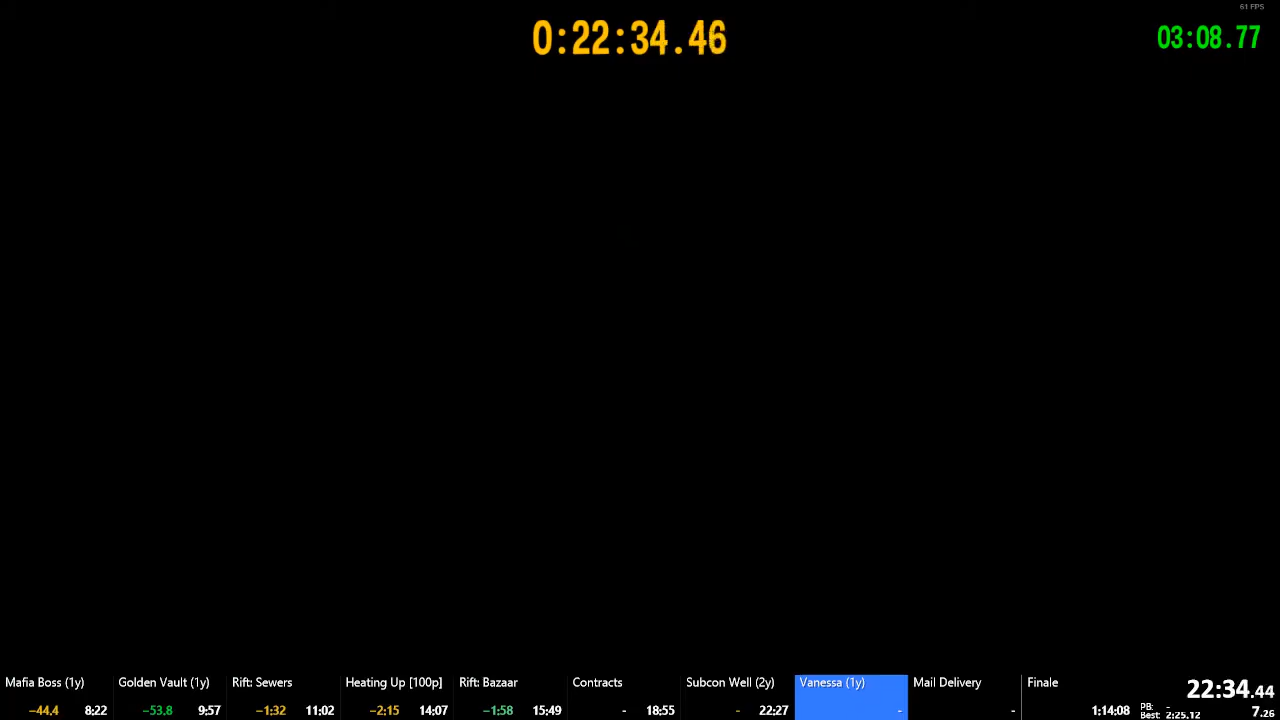 61 FPS
0:22:34.46
03:08.77
Mafia Boss (1y)
-44.4 8:22
Golden Vault (1y)
-53.8 9:57
Rift: Sewers
-1:32 11:02
Heating Up [100p]
-2:15 14:07
Rift: Bazaar
-1:58 15:49
Contracts
- 18:55
Subcon Well (2y)
- 22:27
Vanessa (1y)
-
Mail Delivery
-
Finale
1:14:08
22:34.44
PB: -
Best: 2:25.12
7.26